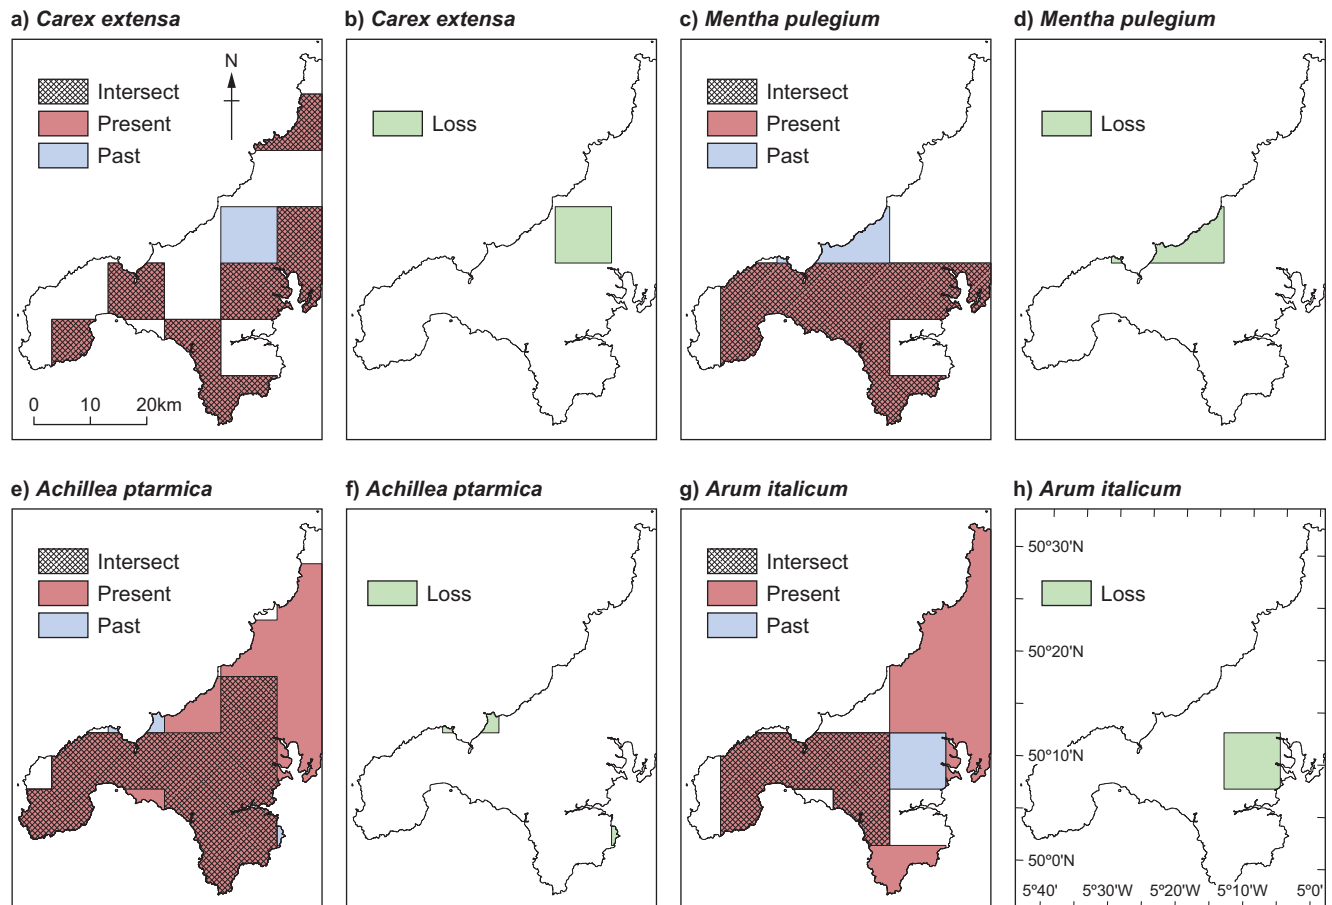 a) Carex extensa
b) Carex extensa
c) Mentha pulegium
d) Mentha pulegium
N
Intersect
Present
Past
0 10 20km
Loss
Intersect
Present
Past
Loss
e) Achillea ptarmica
f) Achillea ptarmica
g) Arum italicum
h) Arum italicum
Intersect
Present
Past
Loss
Intersect
Present
Past
50°30'N
Loss
50°20'N
50°10'N
50°0'N
5°40' 5°30'W 5°20'W 5°10'W 5°0'